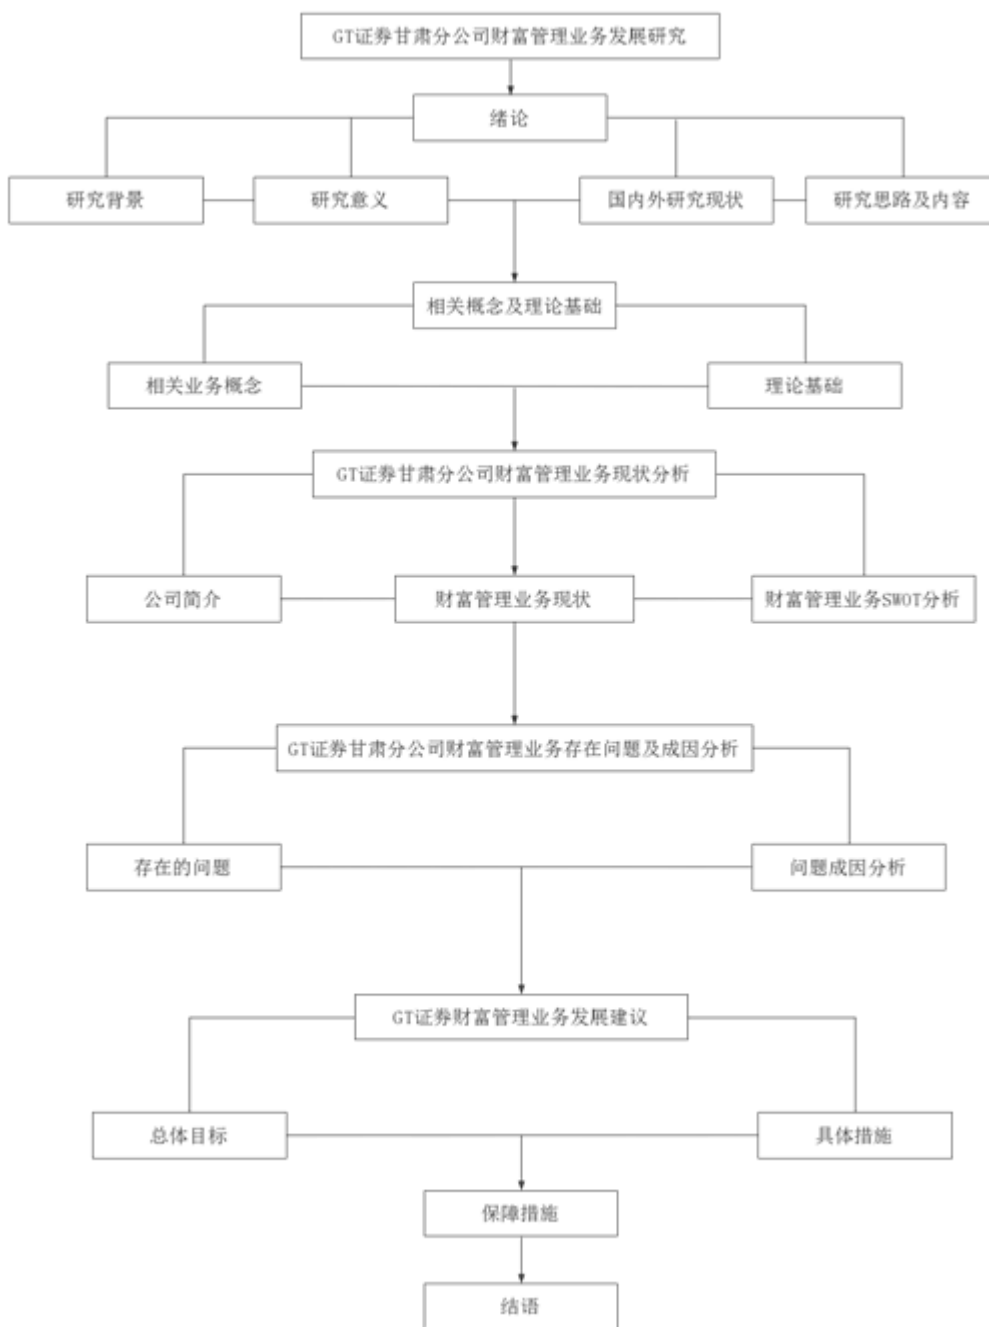 GT证券甘肃分公司财富管理业务发展研究
绪论
研究背景
研究意义
国内外研究现状
研究思路及内容
相关概念及理论基础
相关业务概念
理论基础
GT证券甘肃分公司财富管理业务现状分析
公司简介
财富管理业务现状
财富管理业务SWOT分析
GT证券甘肃分公司财富管理业务存在问题及成因分析
存在的问题
问题成因分析
GT证券财富管理业务发展建议
总体目标
具体措施
保障措施
结语